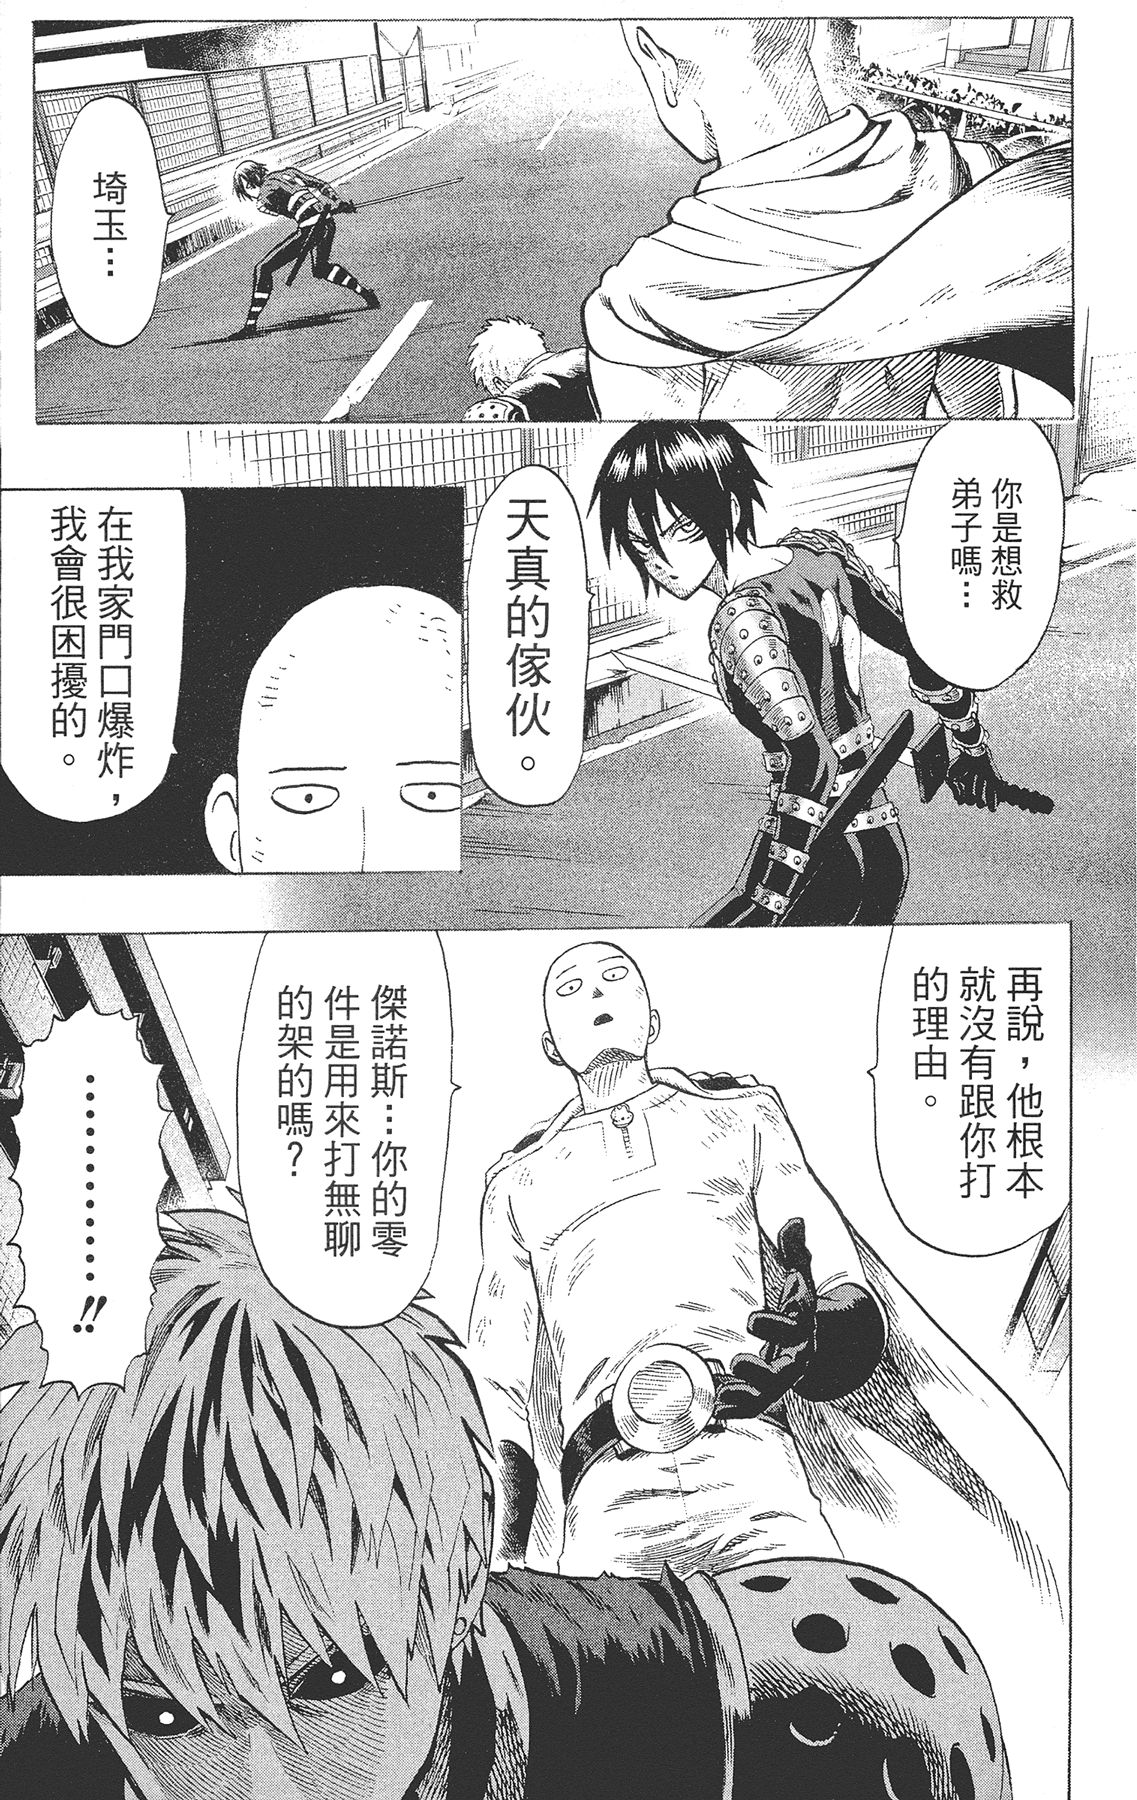 埼玉…
你是想救
弟子嗎…
天真的傢伙。
在我家門口爆炸，
我會很困擾的。
再說，他根本
就沒有跟你打
的理由。
傑諾斯…你的零
件是用來打無聊
的架的嗎？
…………!!